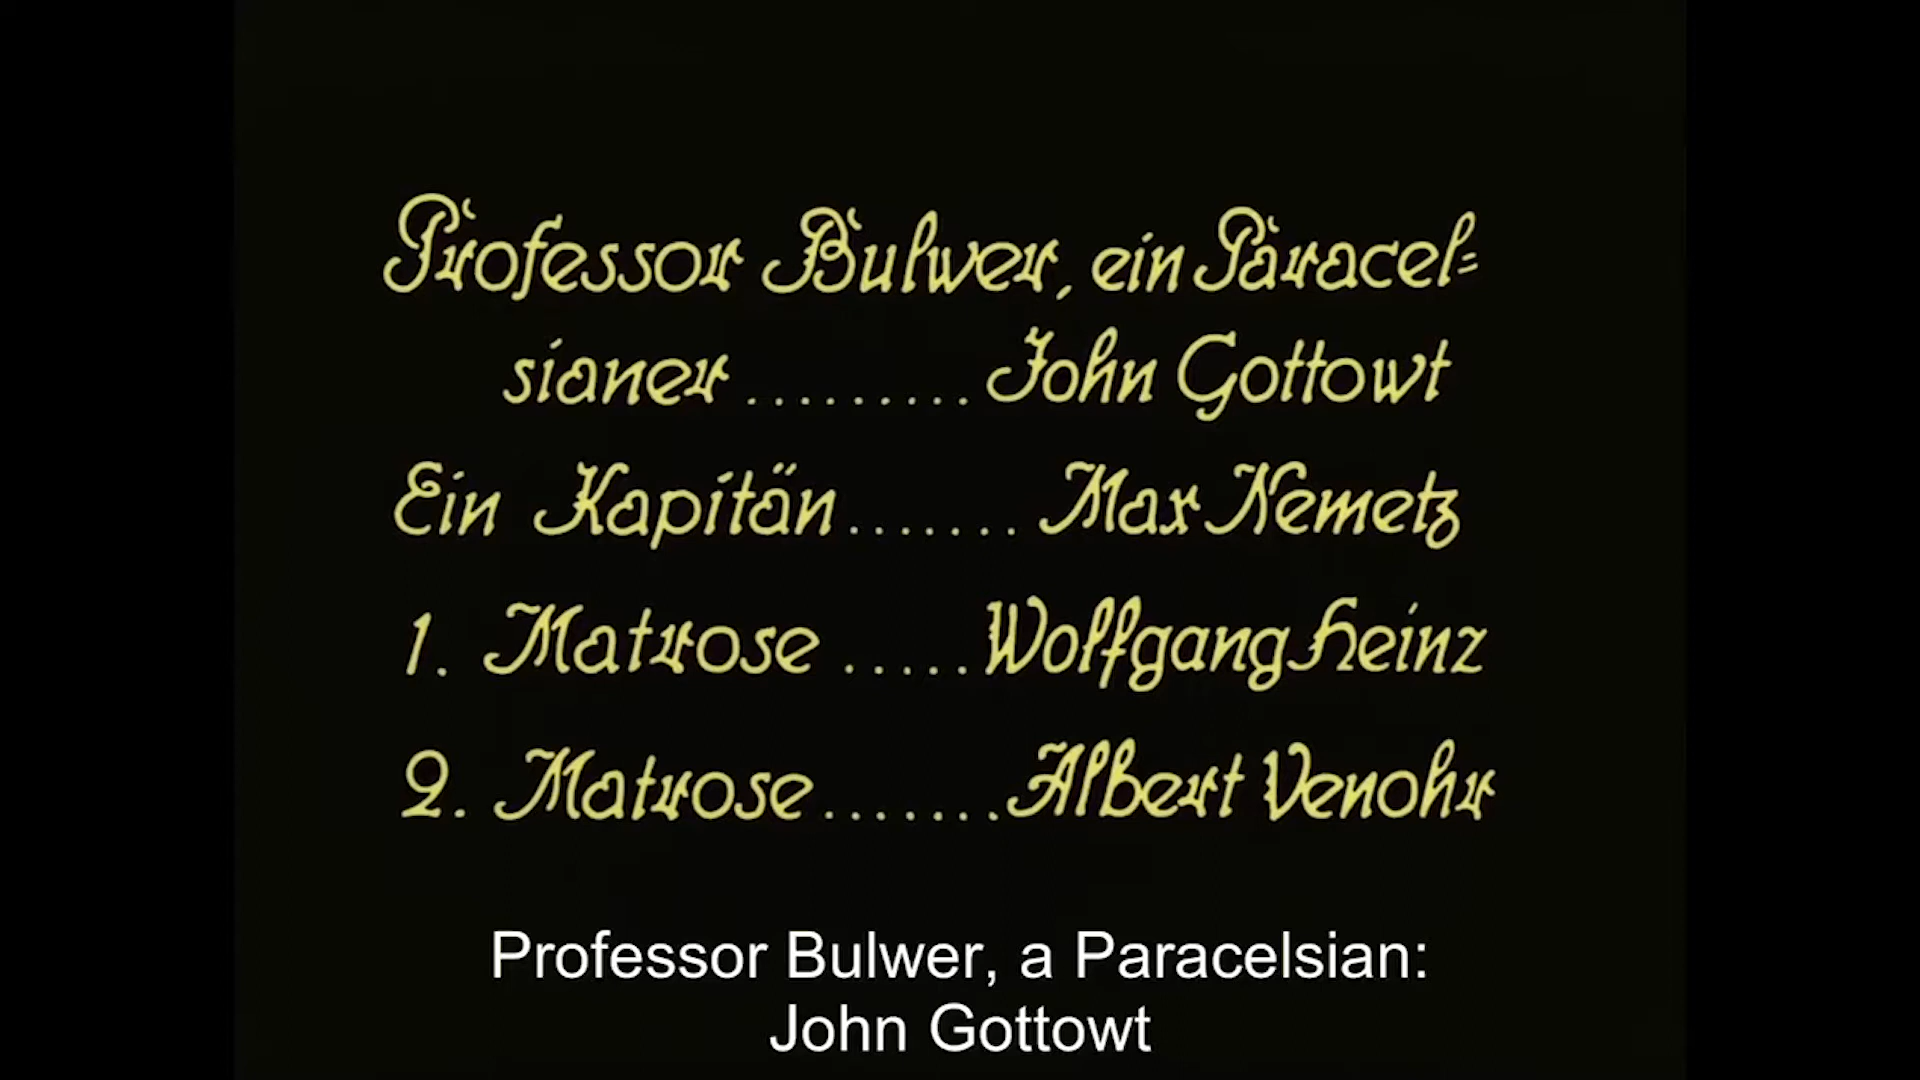 Professor Bulwer, ein Paracel=
sianer ......... John Gottowt
Ein Kapitän ....... Max Nemetz
1. Matrose ..... Wolfgang Heinz
2. Matrose ....... Albert Venohr
Professor Bulwer, a Paracelsian:
John Gottowt